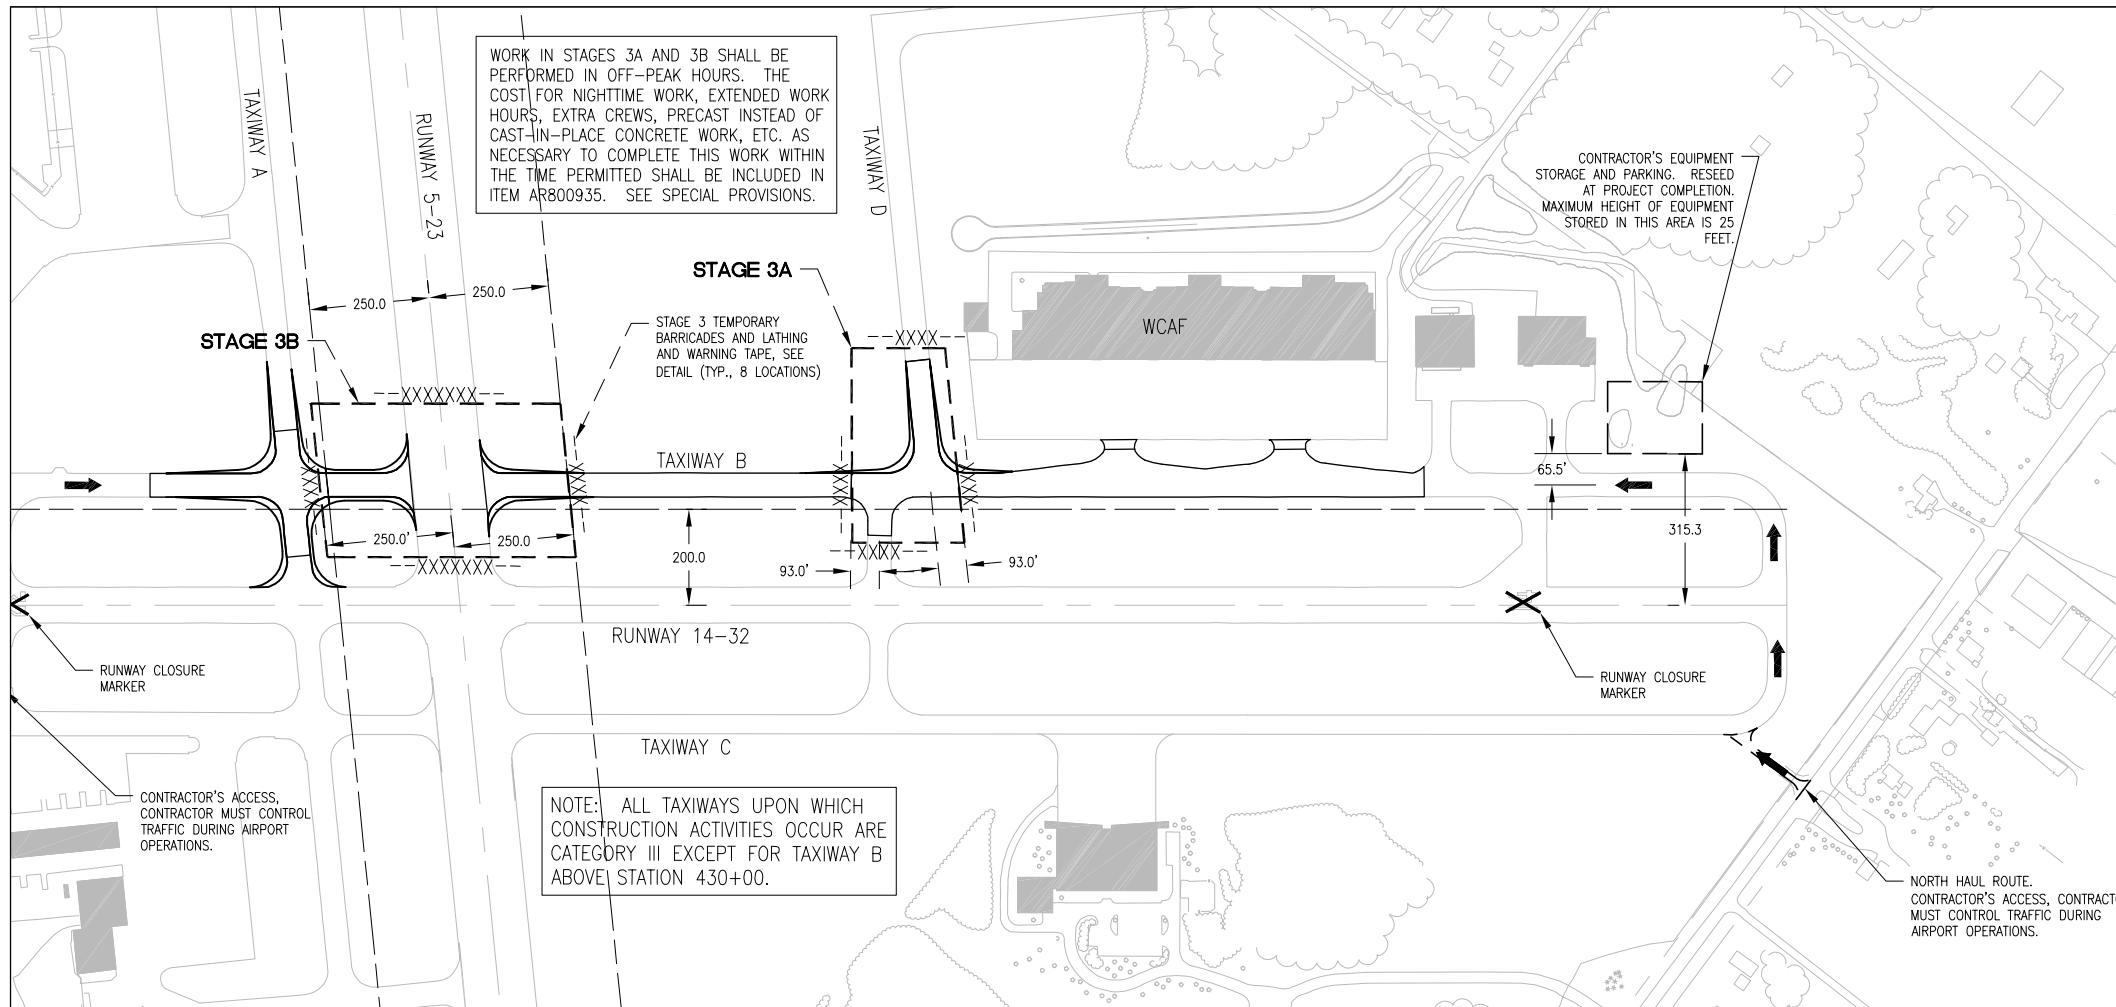 WORK IN STAGES 3A AND 3B SHALL BE
PERFORMED IN OFF-PEAK HOURS. THE
COST FOR NIGHTTIME WORK, EXTENDED WORK
HOURS, EXTRA CREWS, PRECAST INSTEAD OF
CAST-IN-PLACE CONCRETE WORK, ETC. AS
NECESSARY TO COMPLETE THIS WORK WITHIN
THE TIME PERMITTED SHALL BE INCLUDED IN
ITEM AR800935. SEE SPECIAL PROVISIONS.
TAXIWAY A
RUNWAY 5-23
TAXIWAY D
CONTRACTOR'S EQUIPMENT
STORAGE AND PARKING. RESEED
AT PROJECT COMPLETION.
MAXIMUM HEIGHT OF EQUIPMENT
STORED IN THIS AREA IS 25
FEET.
STAGE 3A
250.0
250.0
STAGE 3B
STAGE 3 TEMPORARY
BARRICADES AND LATHING
AND WARNING TAPE, SEE
DETAIL (TYP., 8 LOCATIONS)
WCAF
TAXIWAY B
65.5'
315.3
250.0'
250.0
200.0
93.0'
93.0'
RUNWAY 14-32
RUNWAY CLOSURE
MARKER
RUNWAY CLOSURE
MARKER
TAXIWAY C
CONTRACTOR'S ACCESS,
CONTRACTOR MUST CONTROL
TRAFFIC DURING AIRPORT
OPERATIONS.
NOTE: ALL TAXIWAYS UPON WHICH
CONSTRUCTION ACTIVITIES OCCUR ARE
CATEGORY III EXCEPT FOR TAXIWAY B
ABOVE STATION 430+00.
NORTH HAUL ROUTE.
CONTRACTOR'S ACCESS, CONTRACTO
MUST CONTROL TRAFFIC DURING
AIRPORT OPERATIONS.